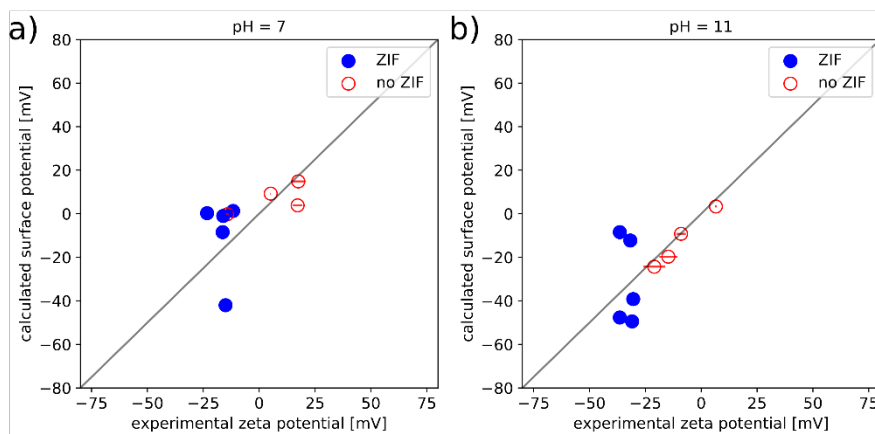 a)
pH = 7
80
60
40
20
0
−20
−40
−60
−80
calculated surface potential [mV]
ZIF
no ZIF
−75 −50 −25 0 25 50 75
experimental zeta potential [mV]
b)
pH = 11
80
60
40
20
0
−20
−40
−60
−80
calculated surface potential [mV]
ZIF
no ZIF
−75 −50 −25 0 25 50 75
experimental zeta potential [mV]